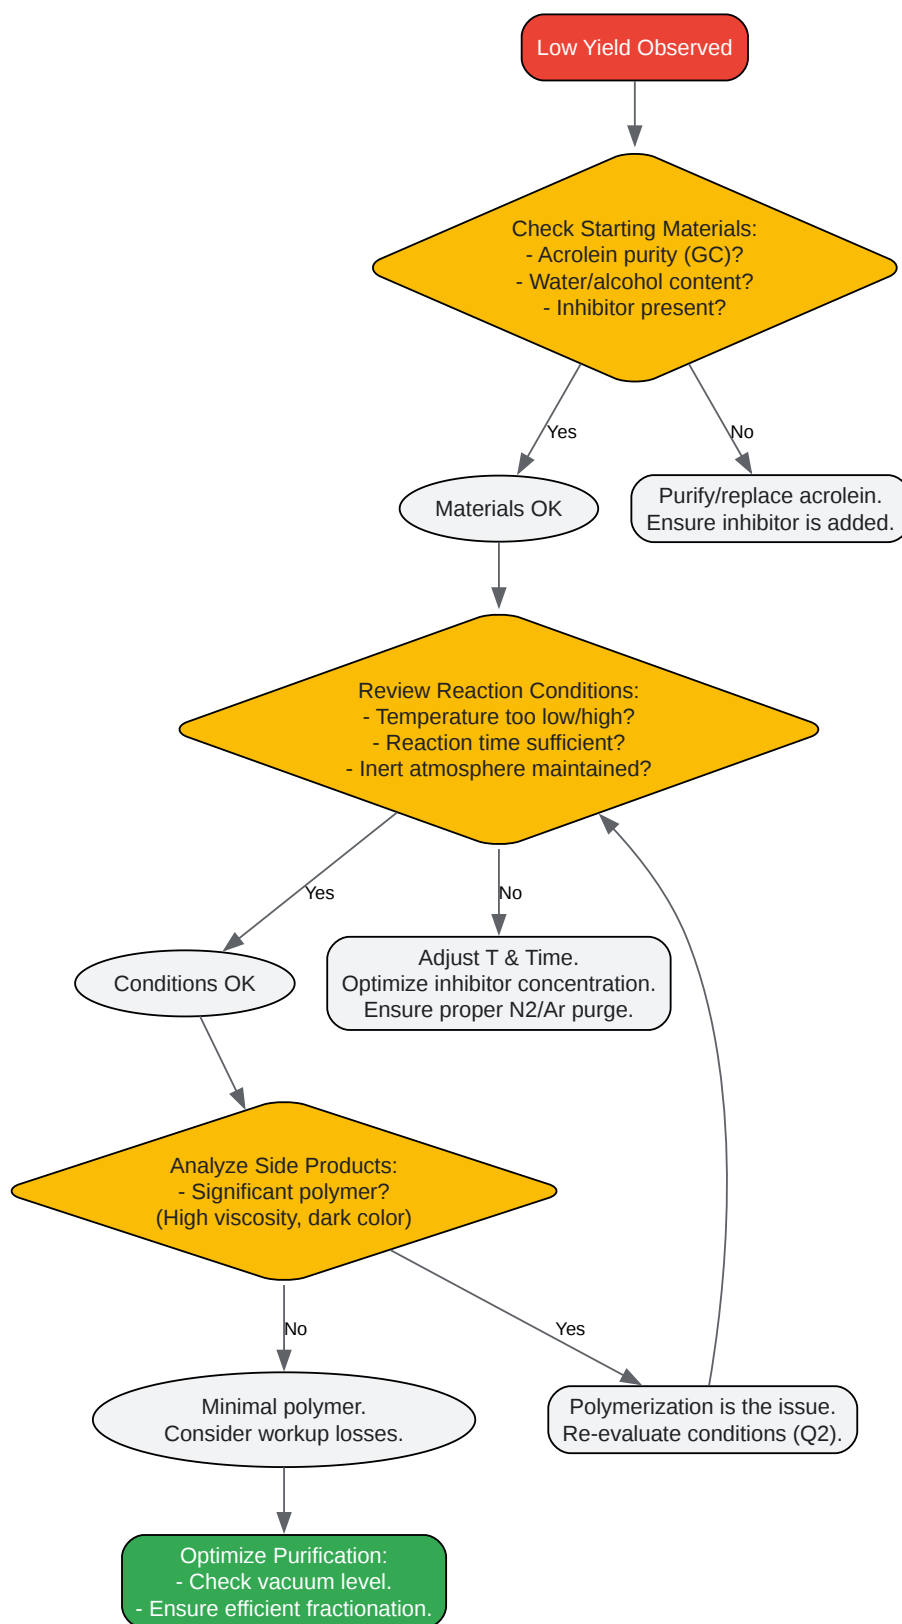 Low Yield Observed
Check Starting Materials:
- Acrolein purity (GC)?
- Water/alcohol content?
- Inhibitor present?
Yes
No
Materials OK
Purify/replace acrolein.
Ensure inhibitor is added.
Review Reaction Conditions:
- Temperature too low/high?
- Reaction time sufficient?
- Inert atmosphere maintained?
Yes
No
Conditions OK
Adjust T & Time.
Optimize inhibitor concentration.
Ensure proper N2/Ar purge.
Analyze Side Products:
- Significant polymer?
(High viscosity, dark color)
No
Yes
Minimal polymer.
Consider workup losses.
Polymerization is the issue.
Re-evaluate conditions (Q2).
Optimize Purification:
- Check vacuum level.
- Ensure efficient fractionation.